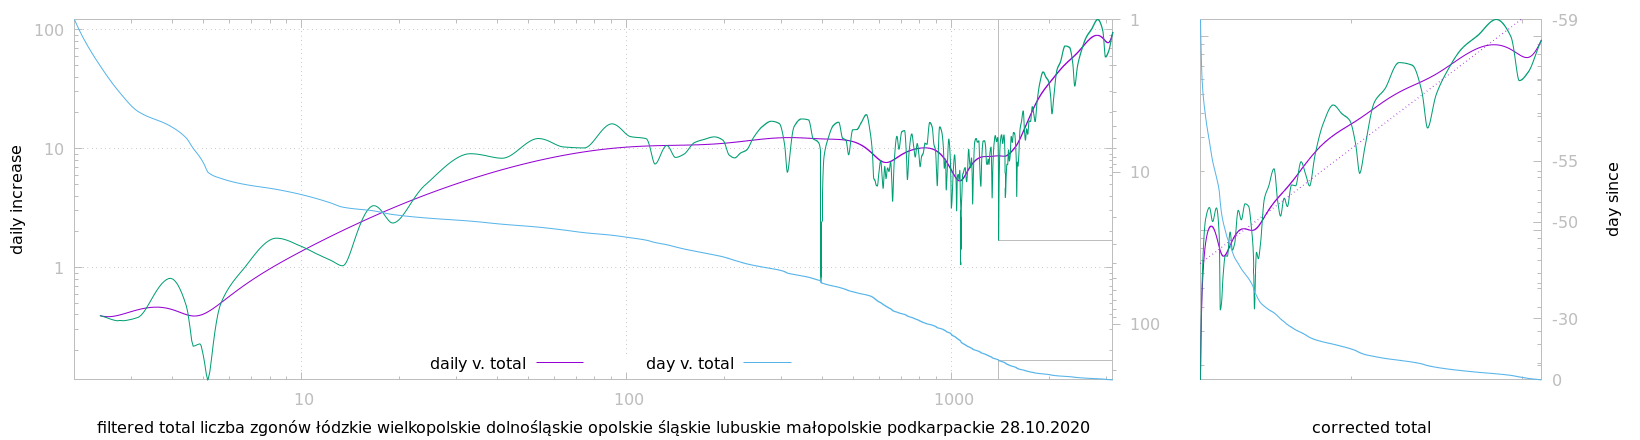 100
10
1
daily increase
1
10
100
daily v. total
day v. total
10
100
1000
filtered total liczba zgonów łódzkie wielkopolskie dolnośląskie opolskie śląskie lubuskie małopolskie podkarpackie 28.10.2020
-59
-55
-50
-30
0
day since
corrected total